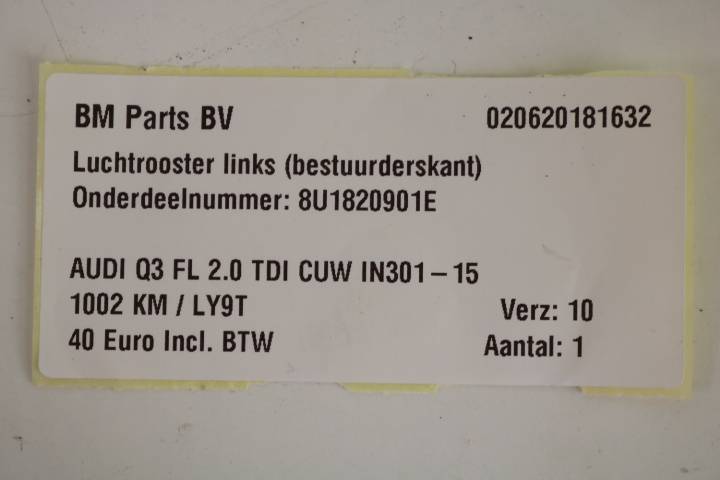 BM Parts BV 020620181632
Luchtrooster links (bestuurderskant)
Onderdeelnummer: 8U1820901E
AUDI Q3 FL 2.0 TDI CUW IN301-15
1002 KM / LY9T Verz: 10
40 Euro Incl. BTW Aantal: 1